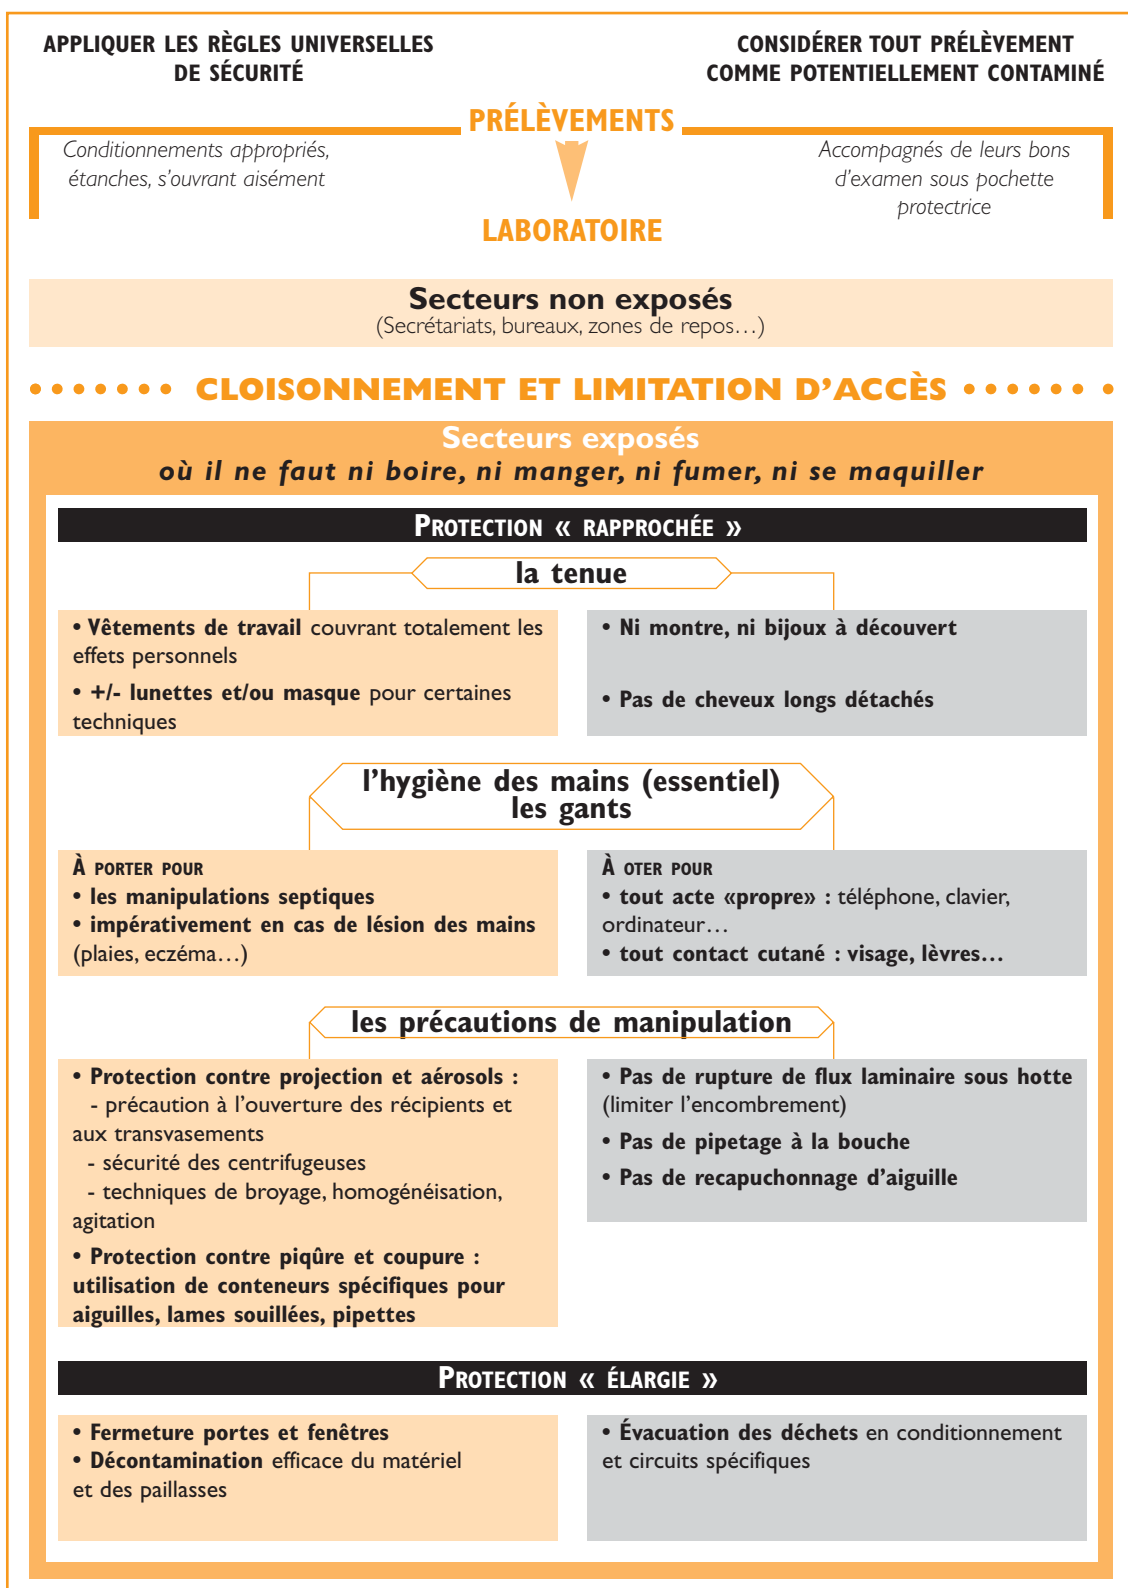 APPLIQUER LES RÈGLES UNIVERSELLES
DE SÉCURITÉ
CONSIDÉRER TOUT PRÉLÈVEMENT
COMME POTENTIELLEMENT CONTAMINÉ
PRÉLÈVEMENTS
Conditionnements appropriés,
étanches, s'ouvrant aisément
Accompagnés de leurs bons
d'examen sous pochette
protectrice
LABORATOIRE
Secteurs non exposés
(Secrétariats, bureaux, zones de repos…)
CLOISONNEMENT ET LIMITATION D'ACCÈS
Secteurs exposés
où il ne faut ni boire, ni manger, ni fumer, ni se maquiller
PROTECTION « RAPPROCHÉE »
la tenue
• Vêtements de travail couvrant totalement les
effets personnels
• +/- lunettes et/ou masque pour certaines
techniques
• Ni montre, ni bijoux à découvert
• Pas de cheveux longs détachés
l'hygiène des mains (essentiel)
les gants
À PORTER POUR
• les manipulations septiques
• impérativement en cas de lésion des mains
(plaies, eczéma…)
À OTER POUR
• tout acte «propre» : téléphone, clavier,
ordinateur…
• tout contact cutané : visage, lèvres…
les précautions de manipulation
• Protection contre projection et aérosols :
- précaution à l'ouverture des récipients et
aux transvasements
- sécurité des centrifugeuses
- techniques de broyage, homogénéisation,
agitation
• Protection contre piqûre et coupure :
utilisation de conteneurs spécifiques pour
aiguilles, lames souillées, pipettes
• Pas de rupture de flux laminaire sous hotte
(limiter l'encombrement)
• Pas de pipetage à la bouche
• Pas de recapuchonnage d'aiguille
PROTECTION « ÉLARGIE »
• Fermeture portes et fenêtres
• Décontamination efficace du matériel
et des paillasses
• Évacuation des déchets en conditionnement
et circuits spécifiques